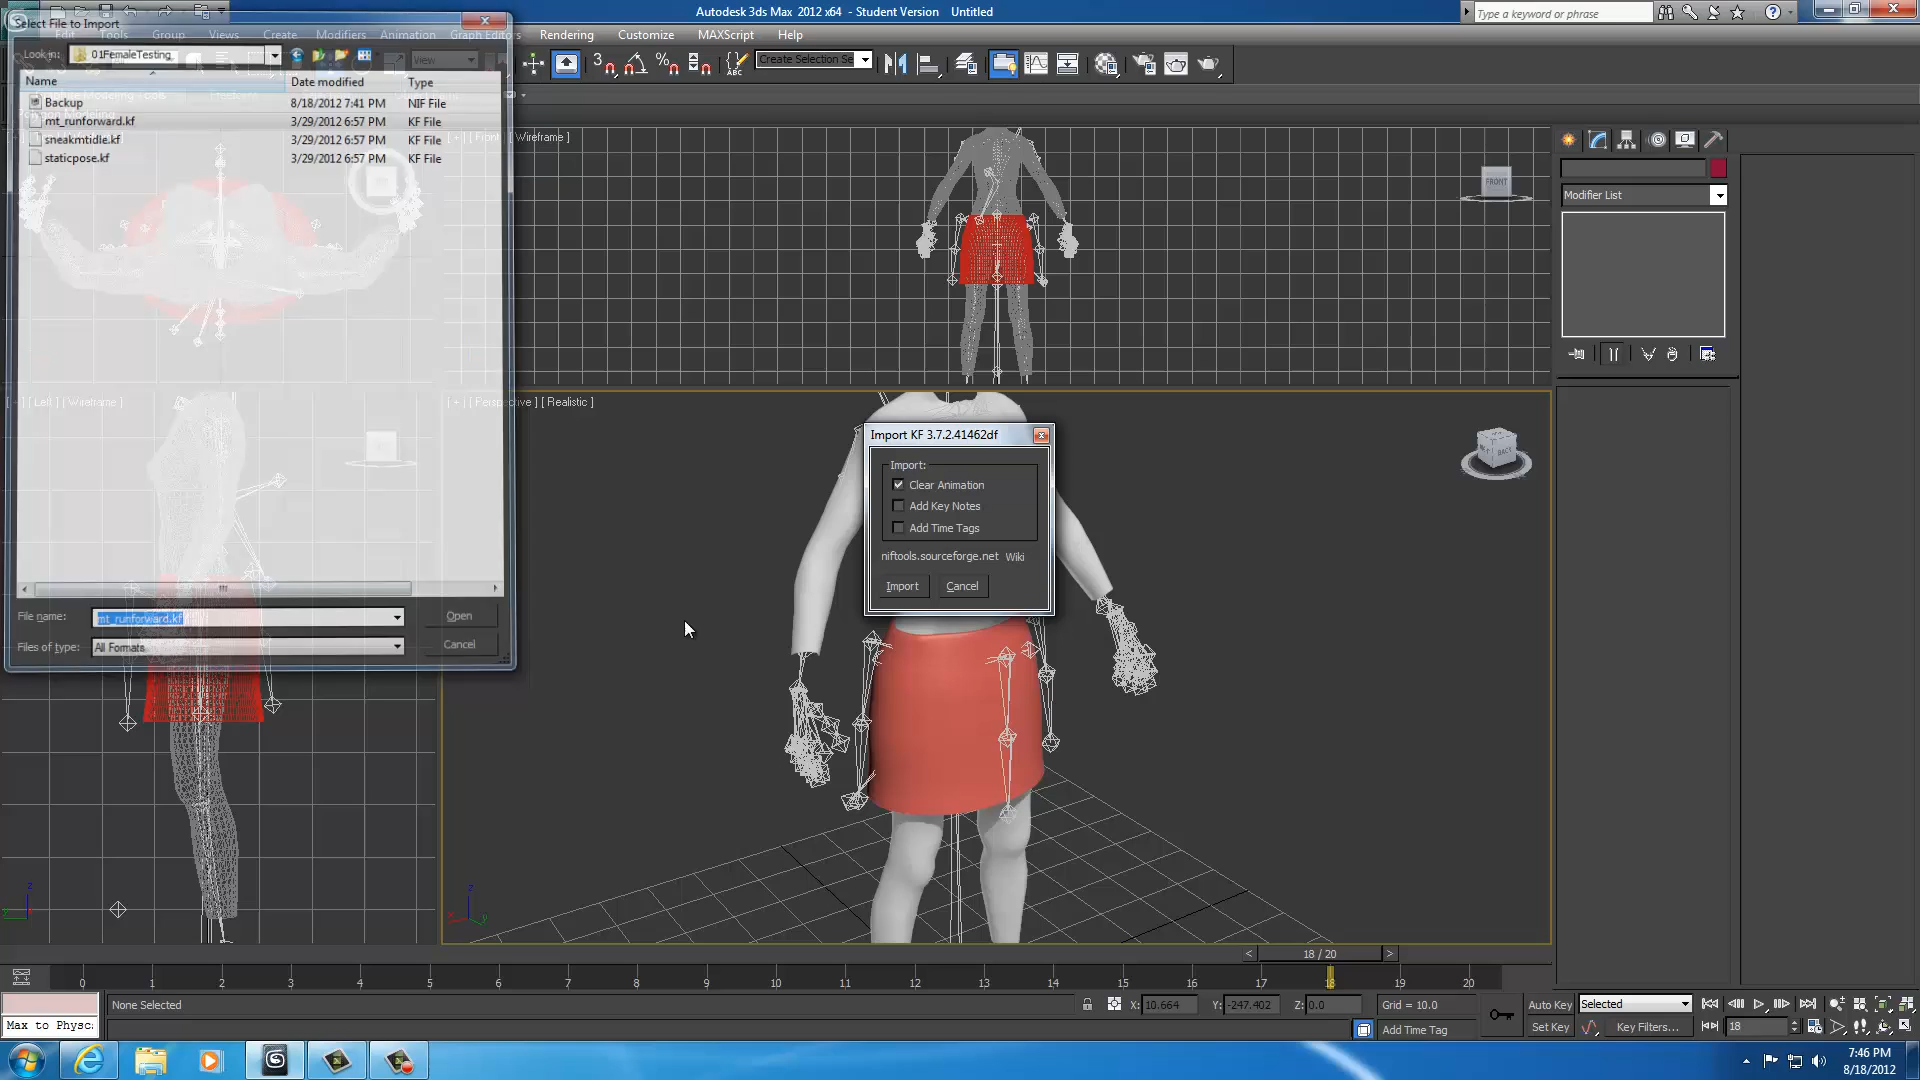 Select File to Import
Autodesk 3ds Max 2012 x64 - Student Version Untitled
Type a keyword or phrase
Edit Tools Group Views Create Modifiers Animation Graph Editors Rendering Customize MAXScript Help
Look in: 01FemaleTesting
View
Create Selection Se
Name Date modified Type
Backup 8/18/2012 7:41 PM NIF File
mt_runforward.kf 3/29/2012 6:57 PM KF File
sneakmtidle.kf 3/29/2012 6:57 PM KF File
staticpose.kf 3/29/2012 6:57 PM KF File
[ + ] [ Front ] [ Wireframe ]
FRONT
Modifier List
[ Left ] [ Wireframe ]
[ + ] [ Perspective ] [ Realistic ]
BACK
Import KF 3.7.2.41462df
Import:
Clear Animation
Add Key Notes
Add Time Tags
niftools.sourceforge.net Wiki
Import Cancel
File name: mt_runforward.kf Open
Files of type: All Formats Cancel
18 / 20
0 1 2 3 4 5 6 7 8 9 10 11 12 13 14 15 16 17 18 19 20
None Selected X: 10.664 Y: -247.402 Z: 0.0 Grid = 10.0 Auto Key Selected
Max to Physc: Add Time Tag Set Key Key Filters... 18
7:46 PM
8/18/2012